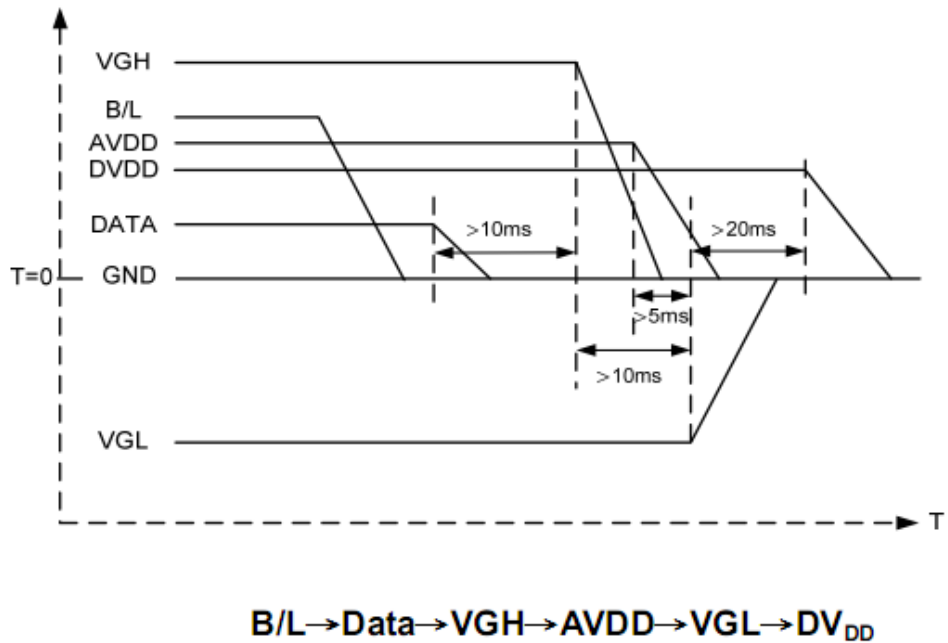 VGH
B/L
AVDD
DVDD
DATA
>10ms
>20ms
T=0
GND
>5ms
>10ms
VGL
T
B/L→Data→VGH→AVDD→VGL→DVDD